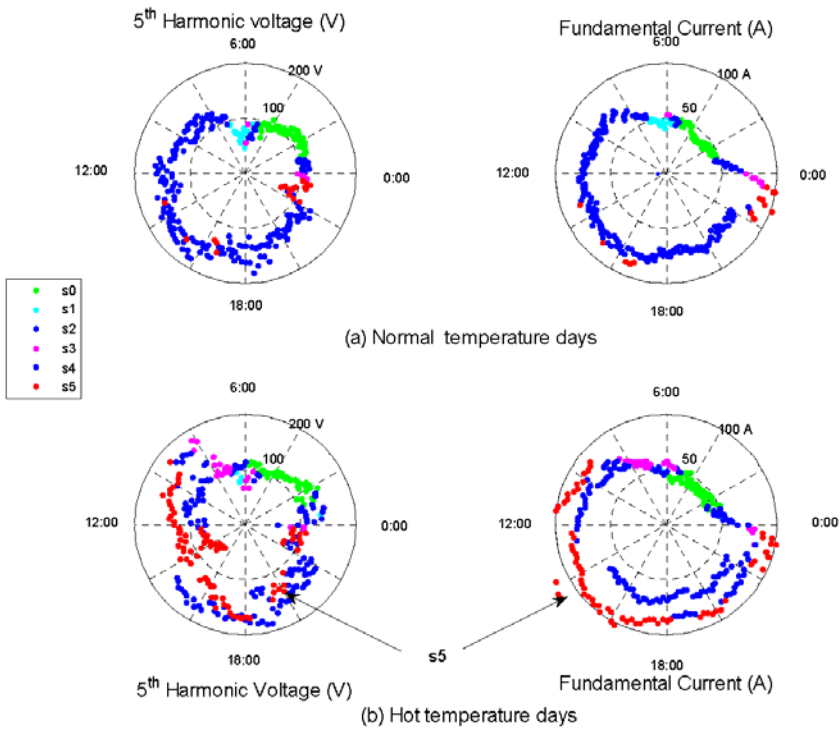 5th Harmonic voltage (V)
Fundamental Current (A)
6:00
200 V
100
12:00
0:00
18:00
6:00
100 A
50
12:00
0:00
18:00
s0
s1
s2
s3
s4
s5
(a) Normal temperature days
6:00
200 V
100
12:00
0:00
18:00
6:00
100 A
50
12:00
0:00
18:00
s5
5th Harmonic Voltage (V)
Fundamental Current (A)
(b) Hot temperature days